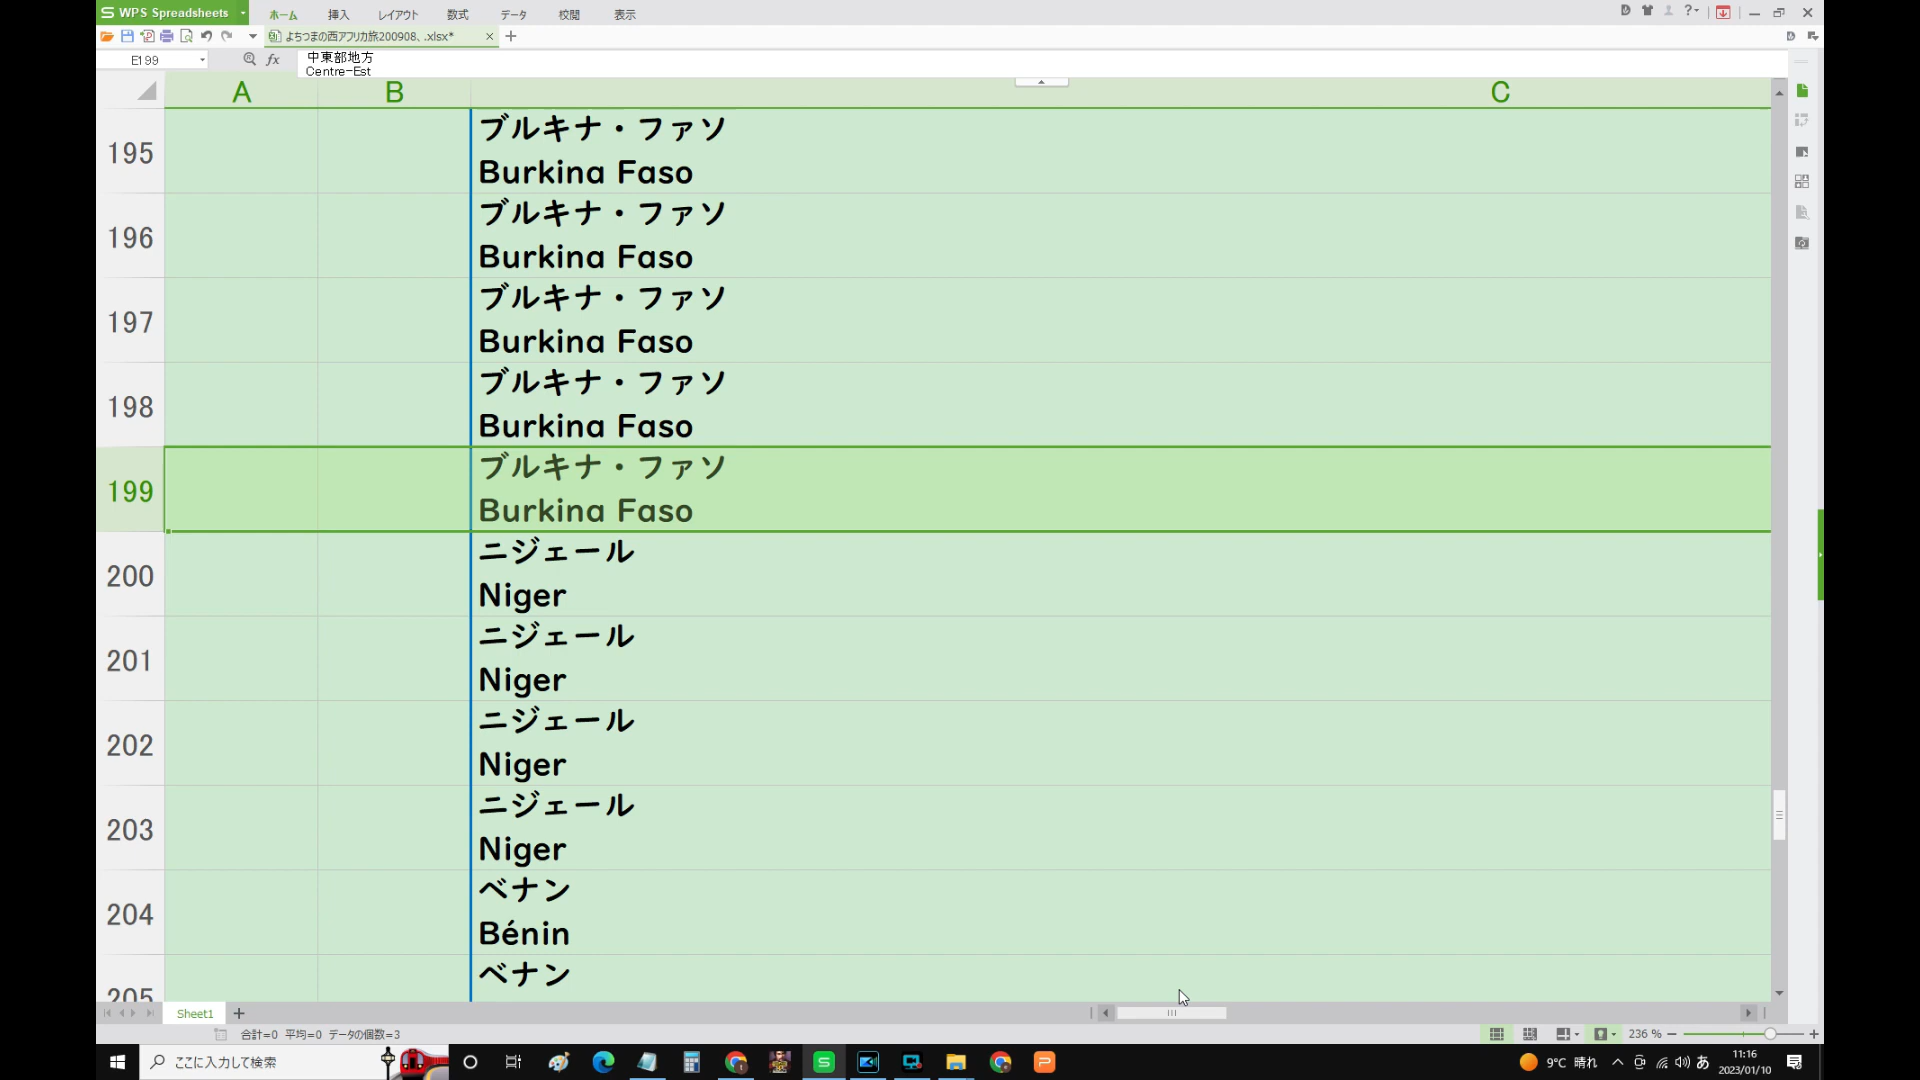 WPS Spreadsheets
ホーム 挿入 レイアウト 数式 データ 校閲 表示
よちつまの西アフリカ旅200908、.xlsx*
E199
fx
中東部地方
Centre-Est
A B C
195
ブルキナ・ファソ
Burkina Faso
196
ブルキナ・ファソ
Burkina Faso
197
ブルキナ・ファソ
Burkina Faso
198
ブルキナ・ファソ
Burkina Faso
199
ブルキナ・ファソ
Burkina Faso
200
ニジェール
Niger
201
ニジェール
Niger
202
ニジェール
Niger
203
ニジェール
Niger
204
ベナン
Bénin
205
ベナン
Sheet1
合計=0 平均=0 データの個数=3
236 %
ここに入力して検索
9°C 晴れ
あ
11:16
2023/01/10